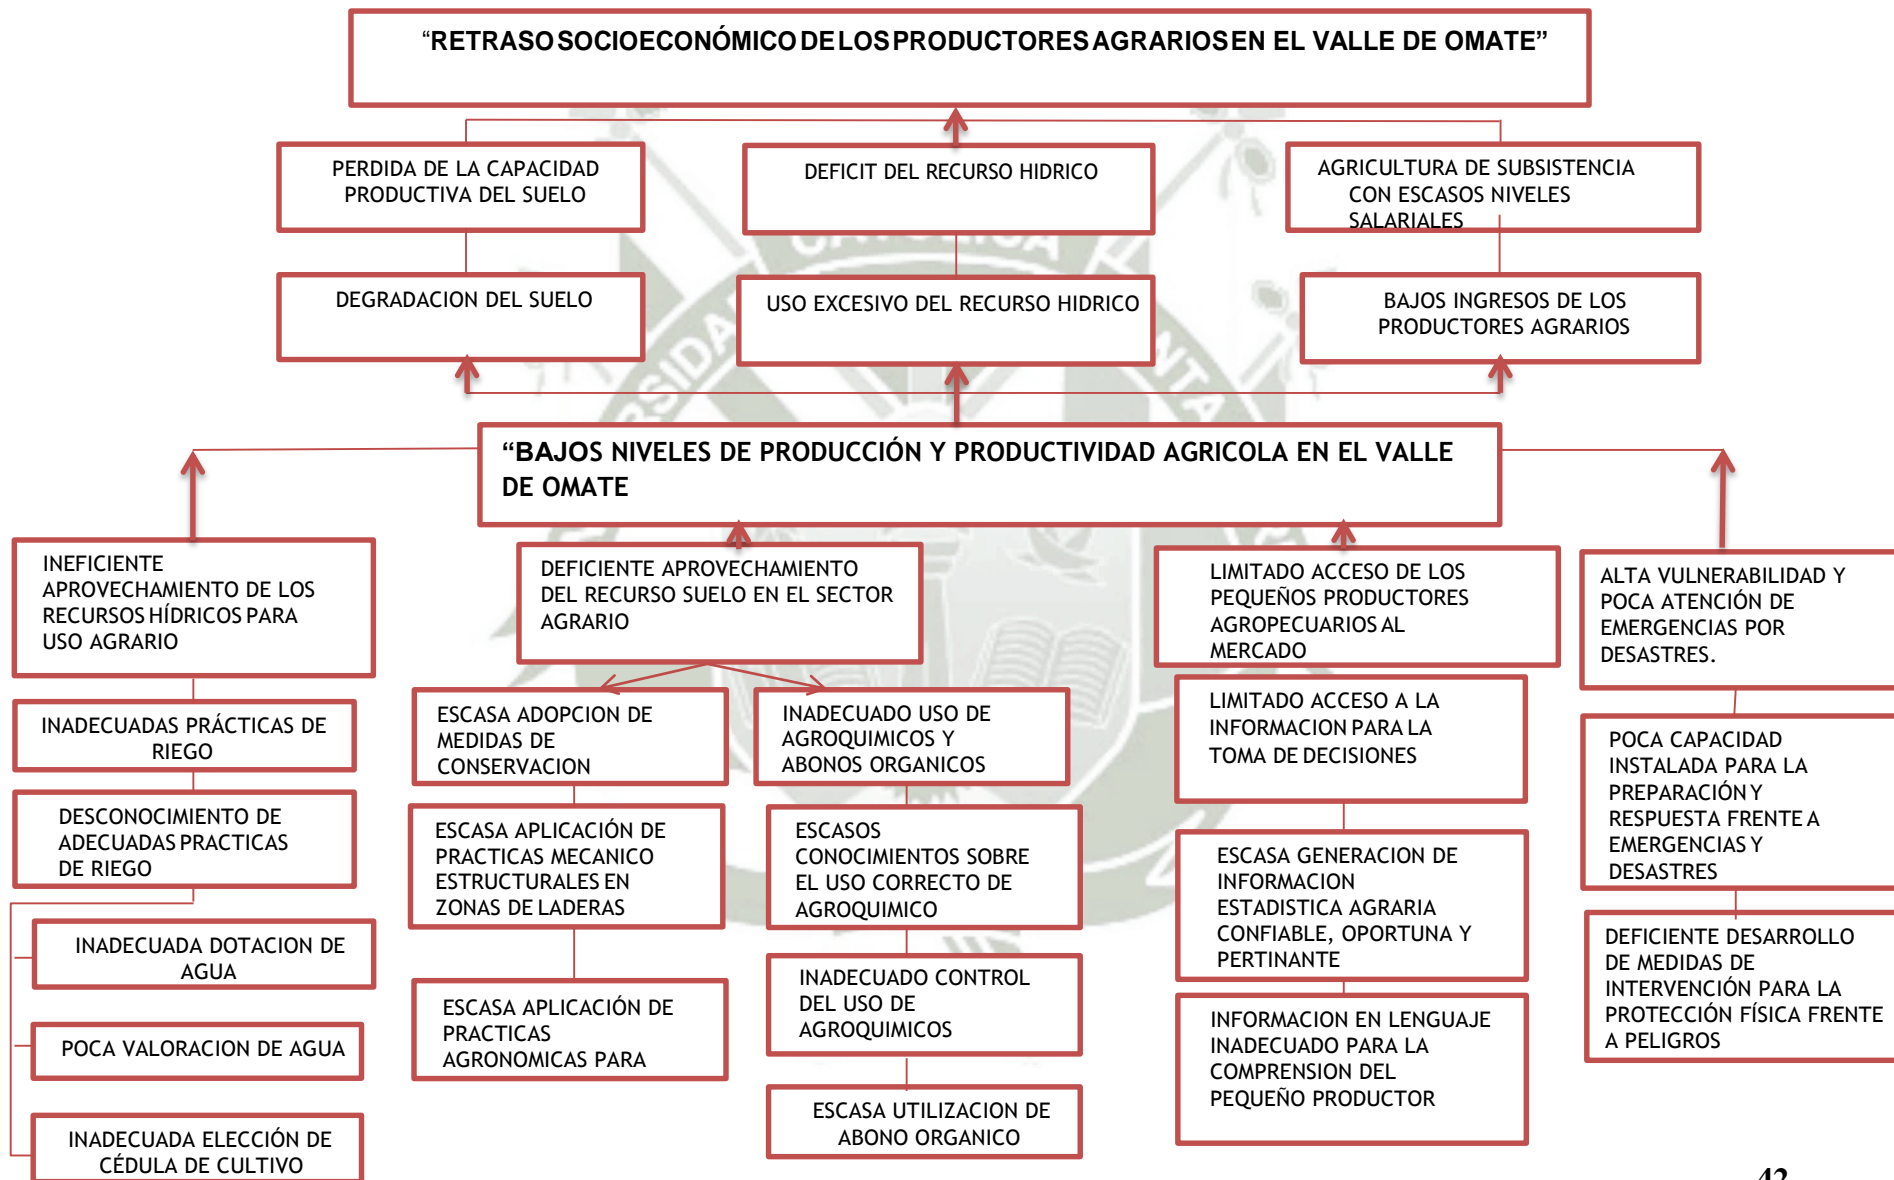 “RETRASO SOCIOECONÓMICO DE LOS PRODUCTORES AGRARIOS EN EL VALLE DE OMATE”
PERDIDA DE LA CAPACIDAD
PRODUCTIVA DEL SUELO
DEFICIT DEL RECURSO HIDRICO
AGRICULTURA DE SUBSISTENCIA
CON ESCASOS NIVELES
SALARIALES
DEGRADACION DEL SUELO
USO EXCESIVO DEL RECURSO HIDRICO
BAJOS INGRESOS DE LOS
PRODUCTORES AGRARIOS
“BAJOS NIVELES DE PRODUCCIÓN Y PRODUCTIVIDAD AGRICOLA EN EL VALLE
DE OMATE
INEFICIENTE
APROVECHAMIENTO DE LOS
RECURSOS HÍDRICOS PARA
USO AGRARIO
INADECUADAS PRÁCTICAS DE
RIEGO
DESCONOCIMIENTO DE
ADECUADAS PRACTICAS
DE RIEGO
INADECUADA DOTACION DE
AGUA
POCA VALORACION DE AGUA
INADECUADA ELECCIÓN DE
CÉDULA DE CULTIVO
DEFICIENTE APROVECHAMIENTO
DEL RECURSO SUELO EN EL SECTOR
AGRARIO
ESCASA ADOPCION DE
MEDIDAS DE
CONSERVACION
ESCASA APLICACIÓN DE
PRACTICAS MECANICO
ESTRUCTURALES EN
ZONAS DE LADERAS
ESCASA APLICACIÓN DE
PRACTICAS
AGRONOMICAS PARA
INADECUADO USO DE
AGROQUIMICOS Y
ABONOS ORGANICOS
ESCASOS
CONOCIMIENTOS SOBRE
EL USO CORRECTO DE
AGROQUIMICO
INADECUADO CONTROL
DEL USO DE
AGROQUIMICOS
ESCASA UTILIZACION DE
ABONO ORGANICO
LIMITADO ACCESO DE LOS
PEQUEÑOS PRODUCTORES
AGROPECUARIOS AL
MERCADO
LIMITADO ACCESO A LA
INFORMACION PARA LA
TOMA DE DECISIONES
ESCASA GENERACION DE
INFORMACION
ESTADISTICA AGRARIA
CONFIABLE, OPORTUNA Y
PERTINANTE
INFORMACION EN LENGUAJE
INADECUADO PARA LA
COMPRENSION DEL
PEQUEÑO PRODUCTOR
ALTA VULNERABILIDAD Y
POCA ATENCIÓN DE
EMERGENCIAS POR
DESASTRES.
POCA CAPACIDAD
INSTALADA PARA LA
PREPARACIÓN Y
RESPUESTA FRENTE A
EMERGENCIAS Y
DESASTRES
DEFICIENTE DESARROLLO
DE MEDIDAS DE
INTERVENCIÓN PARA LA
PROTECCIÓN FÍSICA FRENTE
A PELIGROS
42